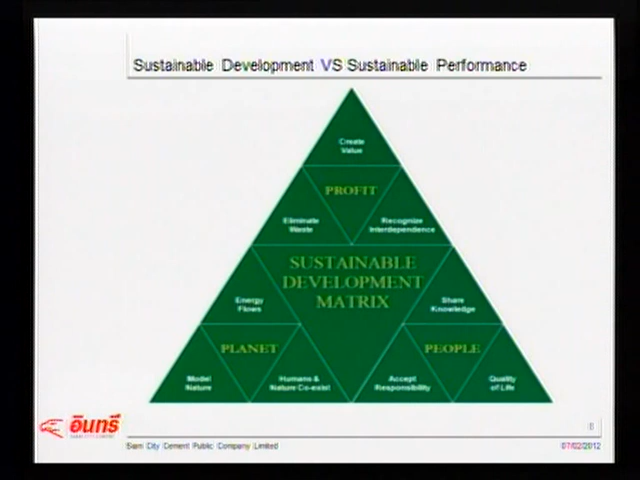 Sustainable Development VS Sustainable Performance
Create
Value
PROFIT
Eliminate
Waste
Recognize
Interdependence
SUSTAINABLE
DEVELOPMENT
MATRIX
Energy
Flows
Share
Knowledge
PLANET
PEOPLE
Model
Nature
Humans &
Nature Co-exist
Accept
Responsibility
Quality
of Life
อินทรี
Siam City Cement Public Company Limited
07/02/2012